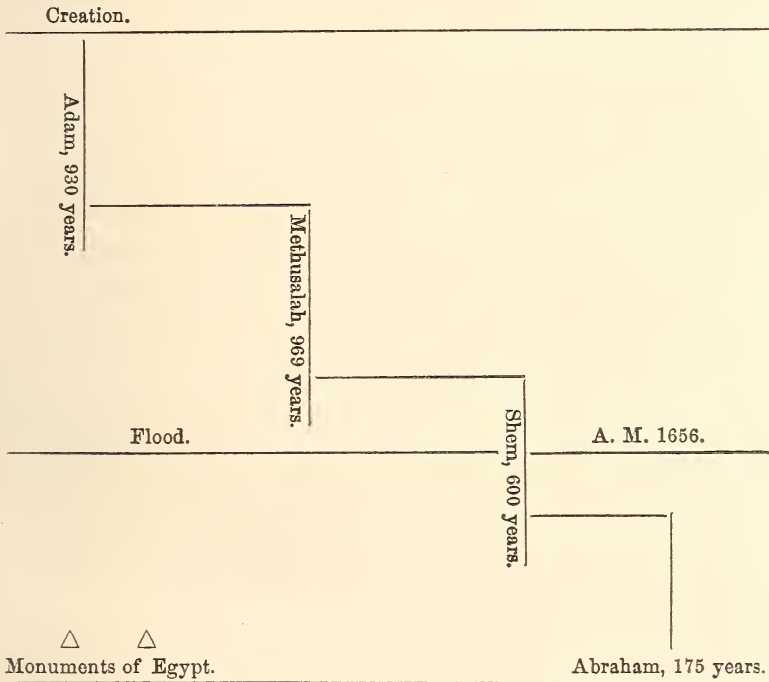 Creation.
Adam, 930 years.
Methusalah, 969 years.
Shem, 600 years.
Flood.
A. M. 1656.
Monuments of Egypt.
Abraham, 175 years.